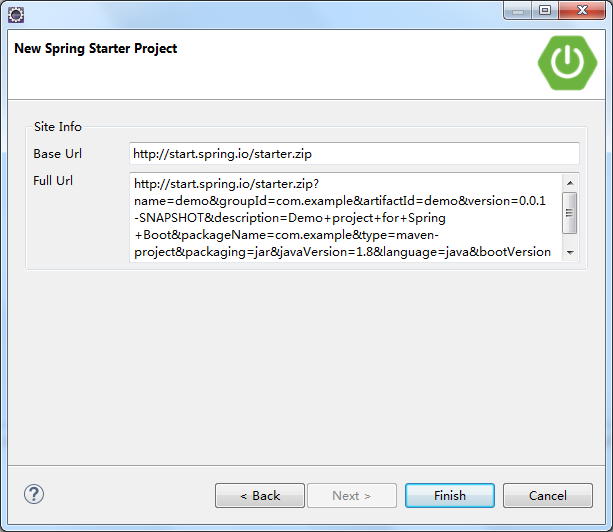 New Spring Starter Project
Site Info
Base Url
http://start.spring.io/starter.zip
Full Url
http://start.spring.io/starter.zip?
name=demo&groupId=com.example&artifactId=demo&version=0.0.1
-SNAPSHOT&description=Demo+project+for+Spring
+Boot&packageName=com.example&type=maven-
project&packaging=jar&javaVersion=1.8&language=java&bootVersion
?
< Back
Next >
Finish
Cancel